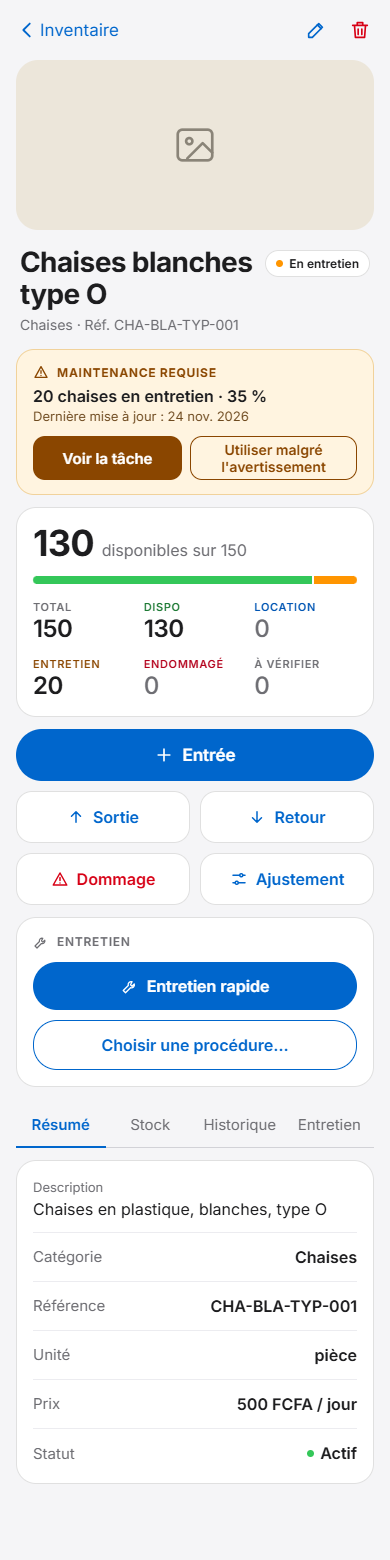 Inventaire
Chaises blanches
type O
En entretien
Chaises · Réf. CHA-BLA-TYP-001
MAINTENANCE REQUISE
20 chaises en entretien · 35 %
Dernière mise à jour : 24 nov. 2026
Voir la tâche
Utiliser malgré
l'avertissement
130 disponibles sur 150
TOTAL DISPO LOCATION
150 130 0
ENTRETIEN ENDOMMAGÉ À VÉRIFIER
20 0 0
Entrée
Sortie Retour
Dommage Ajustement
ENTRETIEN
Entretien rapide
Choisir une procédure...
Résumé Stock Historique Entretien
Description
Chaises en plastique, blanches, type O
Catégorie Chaises
Référence CHA-BLA-TYP-001
Unité pièce
Prix 500 FCFA / jour
Statut Actif